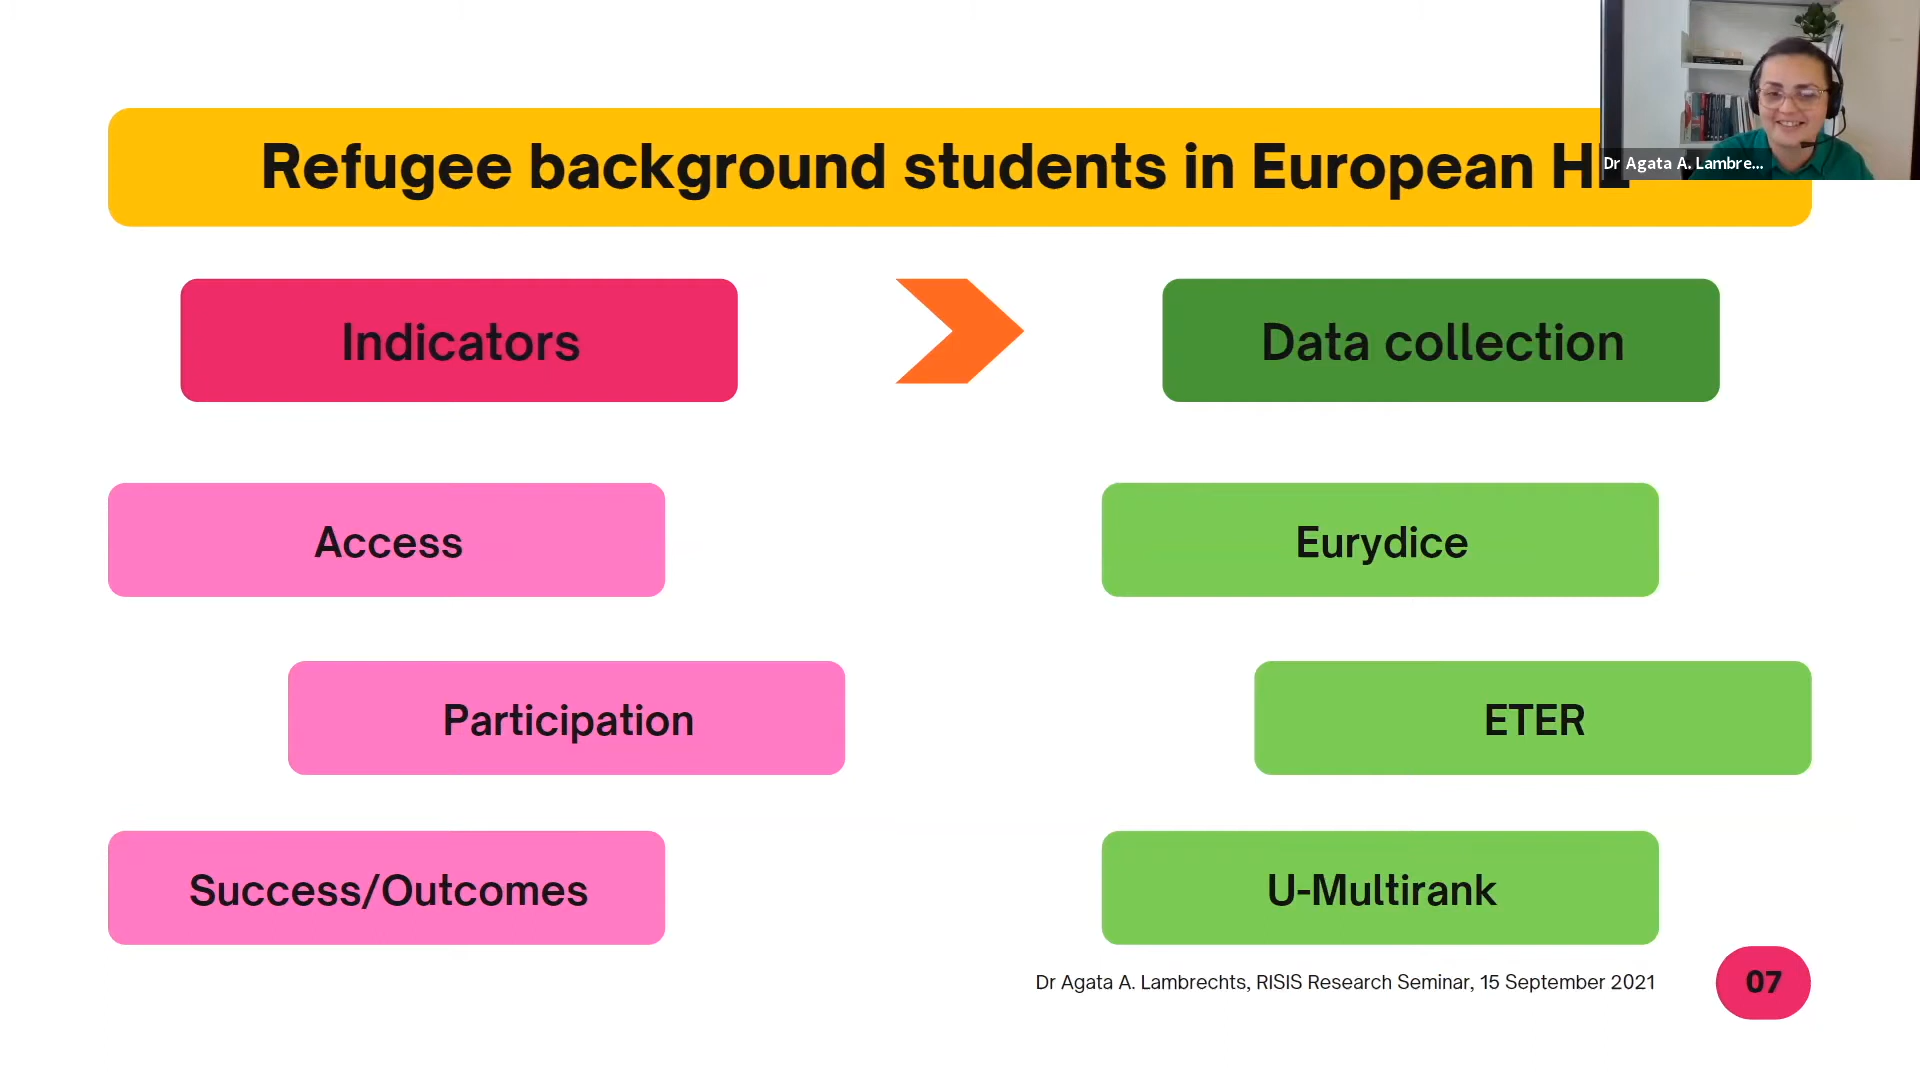 Refugee background students in European HE
Dr Agata A. Lambre...
Indicators
Data collection
Access
Eurydice
Participation
ETER
Success/Outcomes
U-Multirank
Dr Agata A. Lambrechts, RISIS Research Seminar, 15 September 2021
07